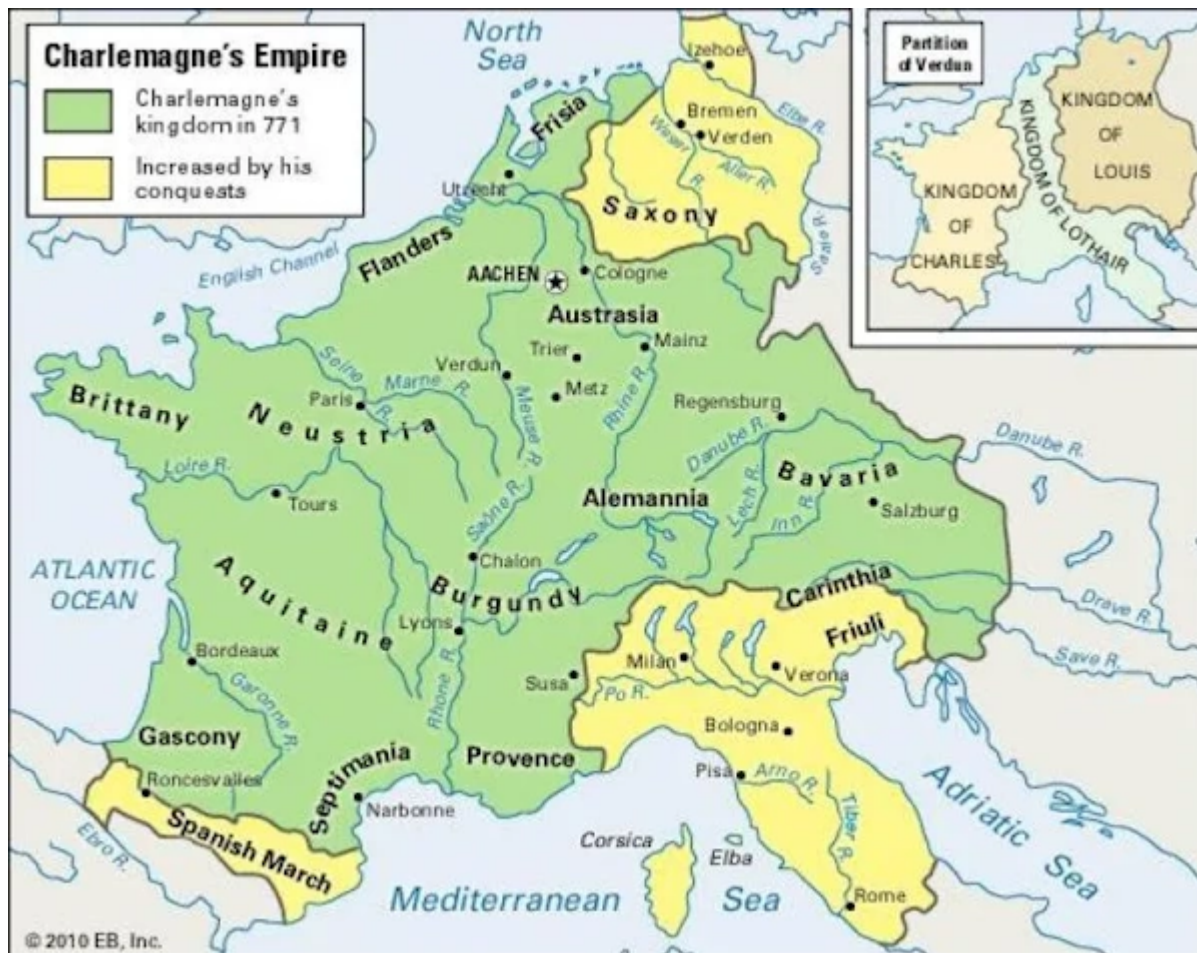 Charlemagne's Empire
Charlemagne's
kingdom in 771
Increased by his
conquests
North
Sea
Izehoe
Bremen
Verden
Elbe R.
Weser
R.
Aller R.
Saale R.
Frisia
Utrecht
Saxony
Flanders
English Channel
AACHEN
Cologne
Austrasia
Trier
Mainz
Verdun
Metz
Meuse R.
Rhine R.
Seine
R.
Marne
R.
Paris
Brittany
Neustria
Regensburg
Danube R.
Danube R.
Bavaria
Lech R.
Inn R.
Salzburg
Loire R.
Tours
Alemannia
Saône R.
Chalon
ATLANTIC
OCEAN
Aquitaine
Burgundy
Carinthia
Drave R.
Lyons
Friuli
Save R.
Bordeaux
Milan
Verona
Susa
Po R.
Garonne R.
Rhone R.
Bologna
Gascony
Septimania
Provence
Pisa
Arno R.
Roncesvalles
Narbonne
Tiber R.
Adriatic Sea
Spanish March
Ebro R.
Corsica
Elba
Mediterranean Sea
Rome
© 2010 EB, Inc.
Partition
of Verdun
KINGDOM
OF
LOUIS
KINGDOM OF LOTHAIR
KINGDOM
OF
CHARLES